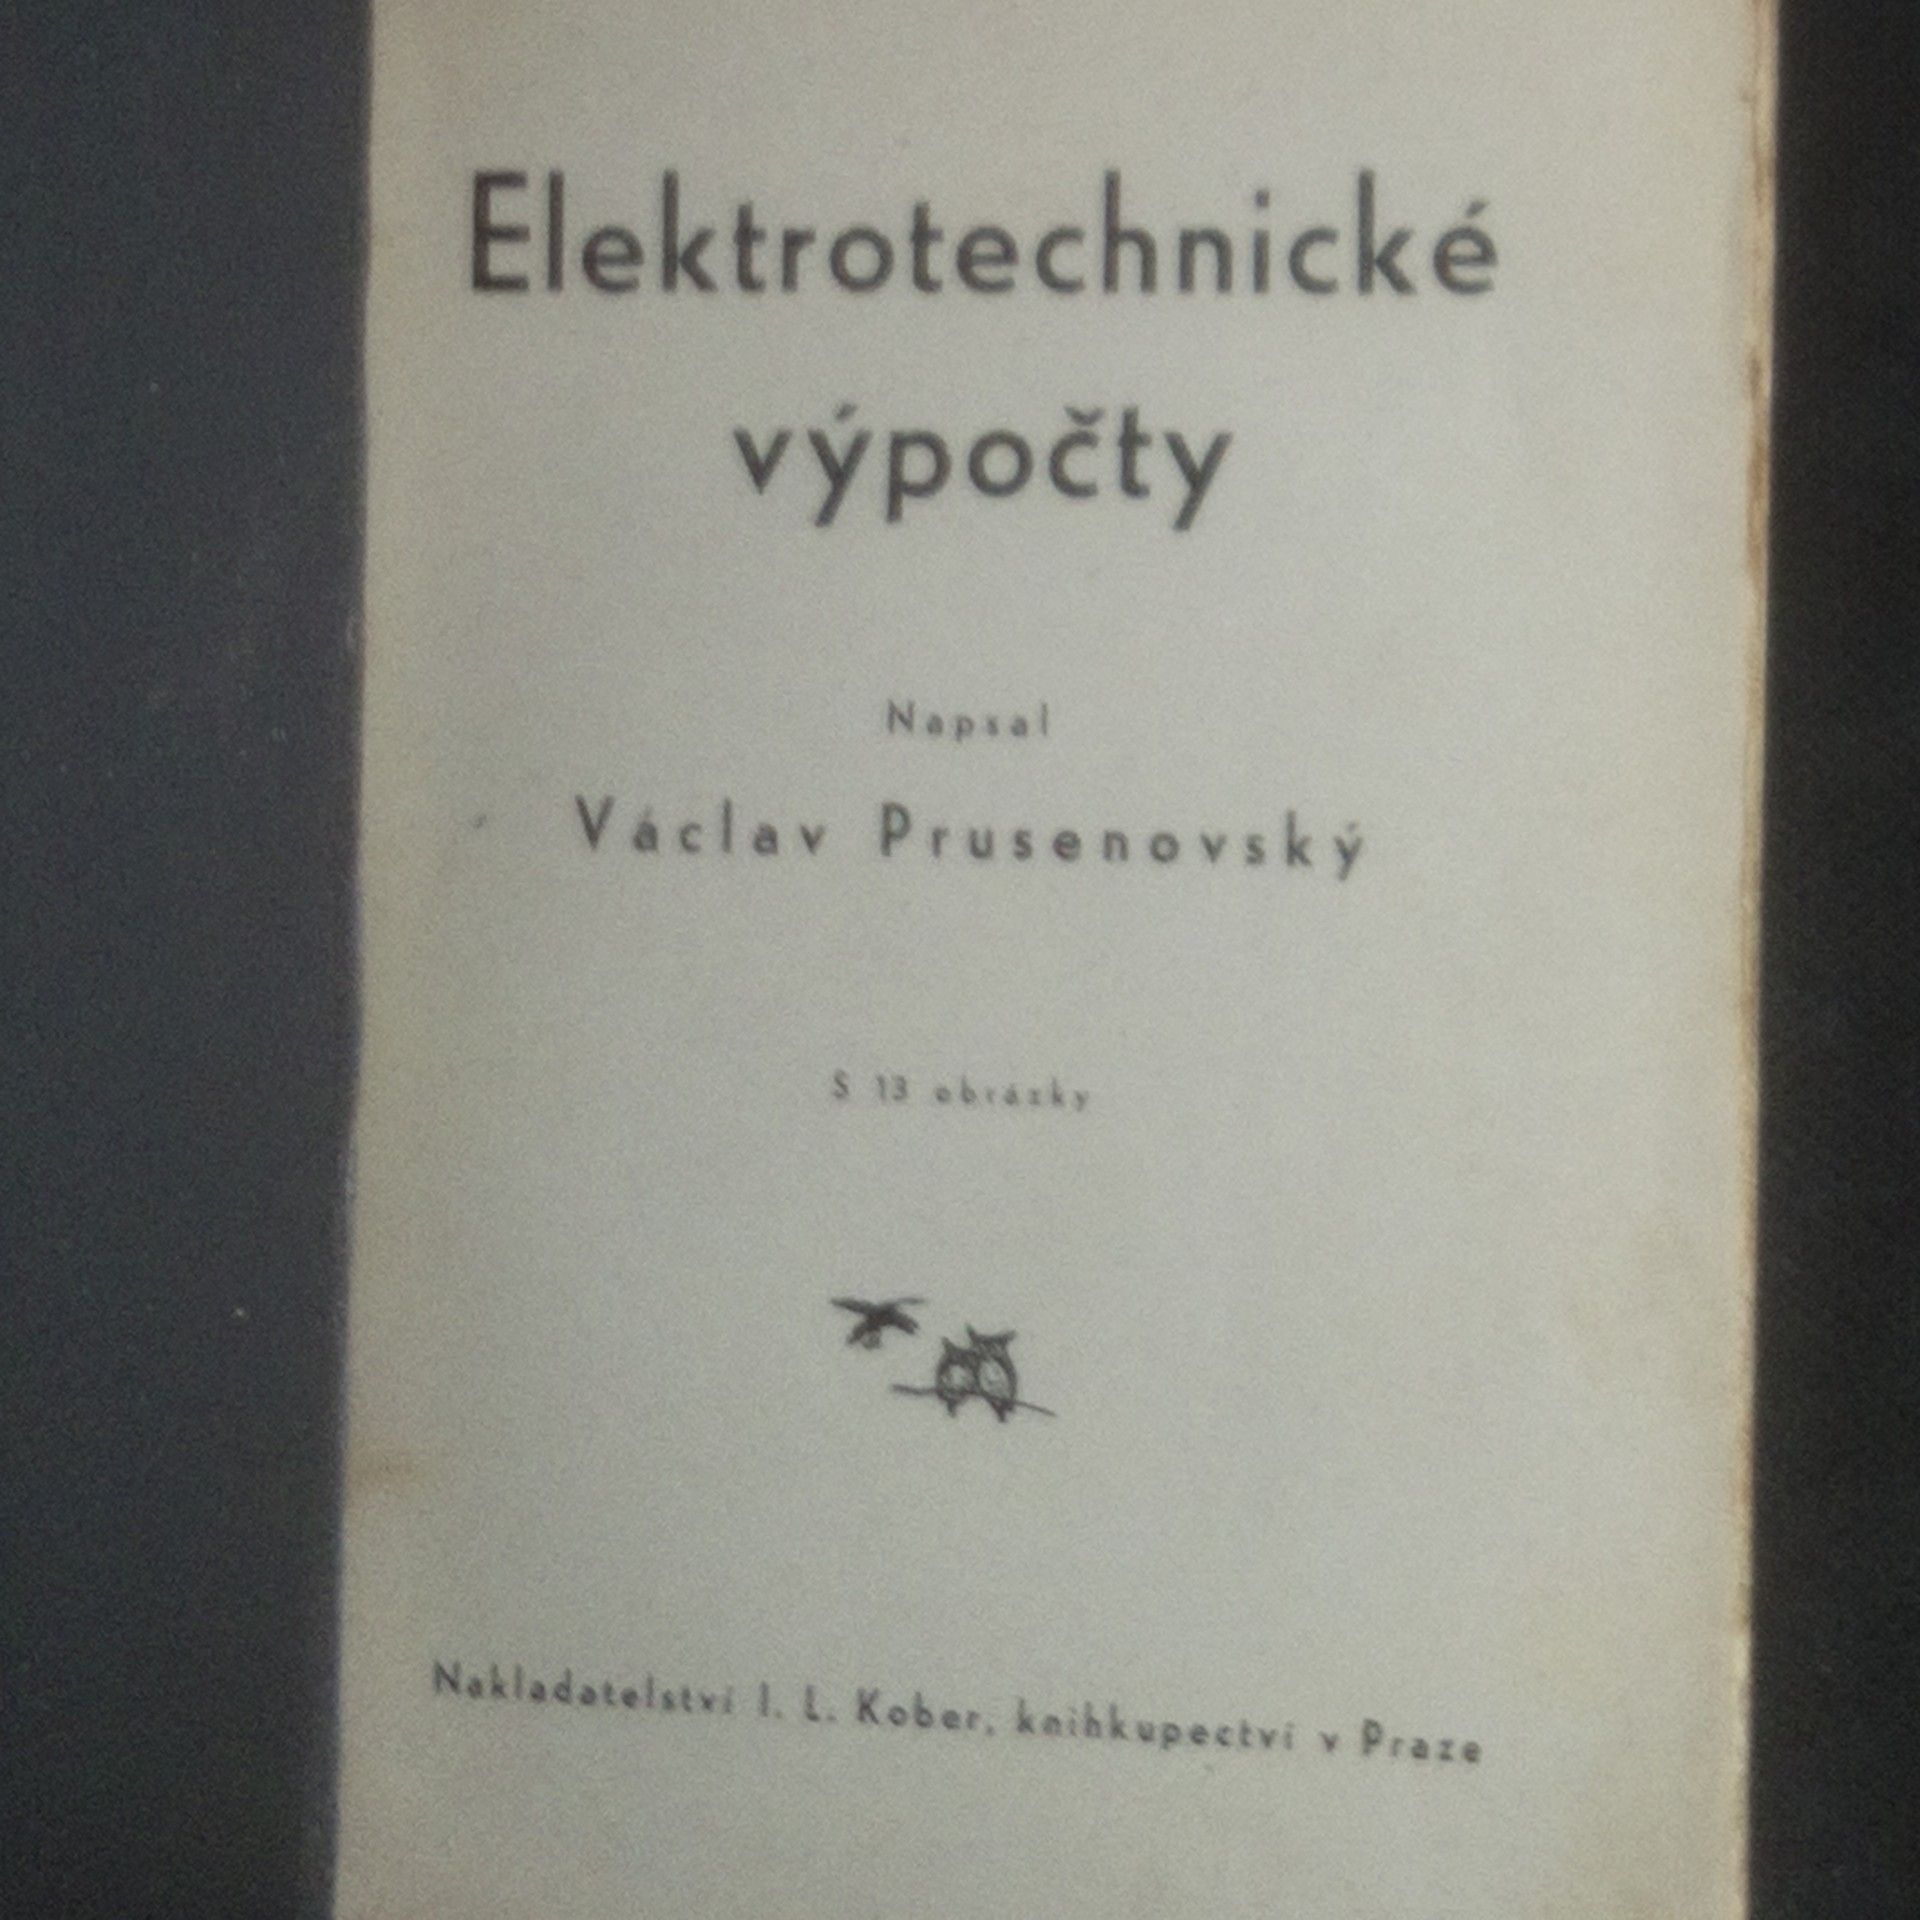 Elektrotechnické
výpočty
Napsal
Václav Prusenovský
S 13 obrázky
Nakladatelství I. L. Kober, knihkupectví v Praze